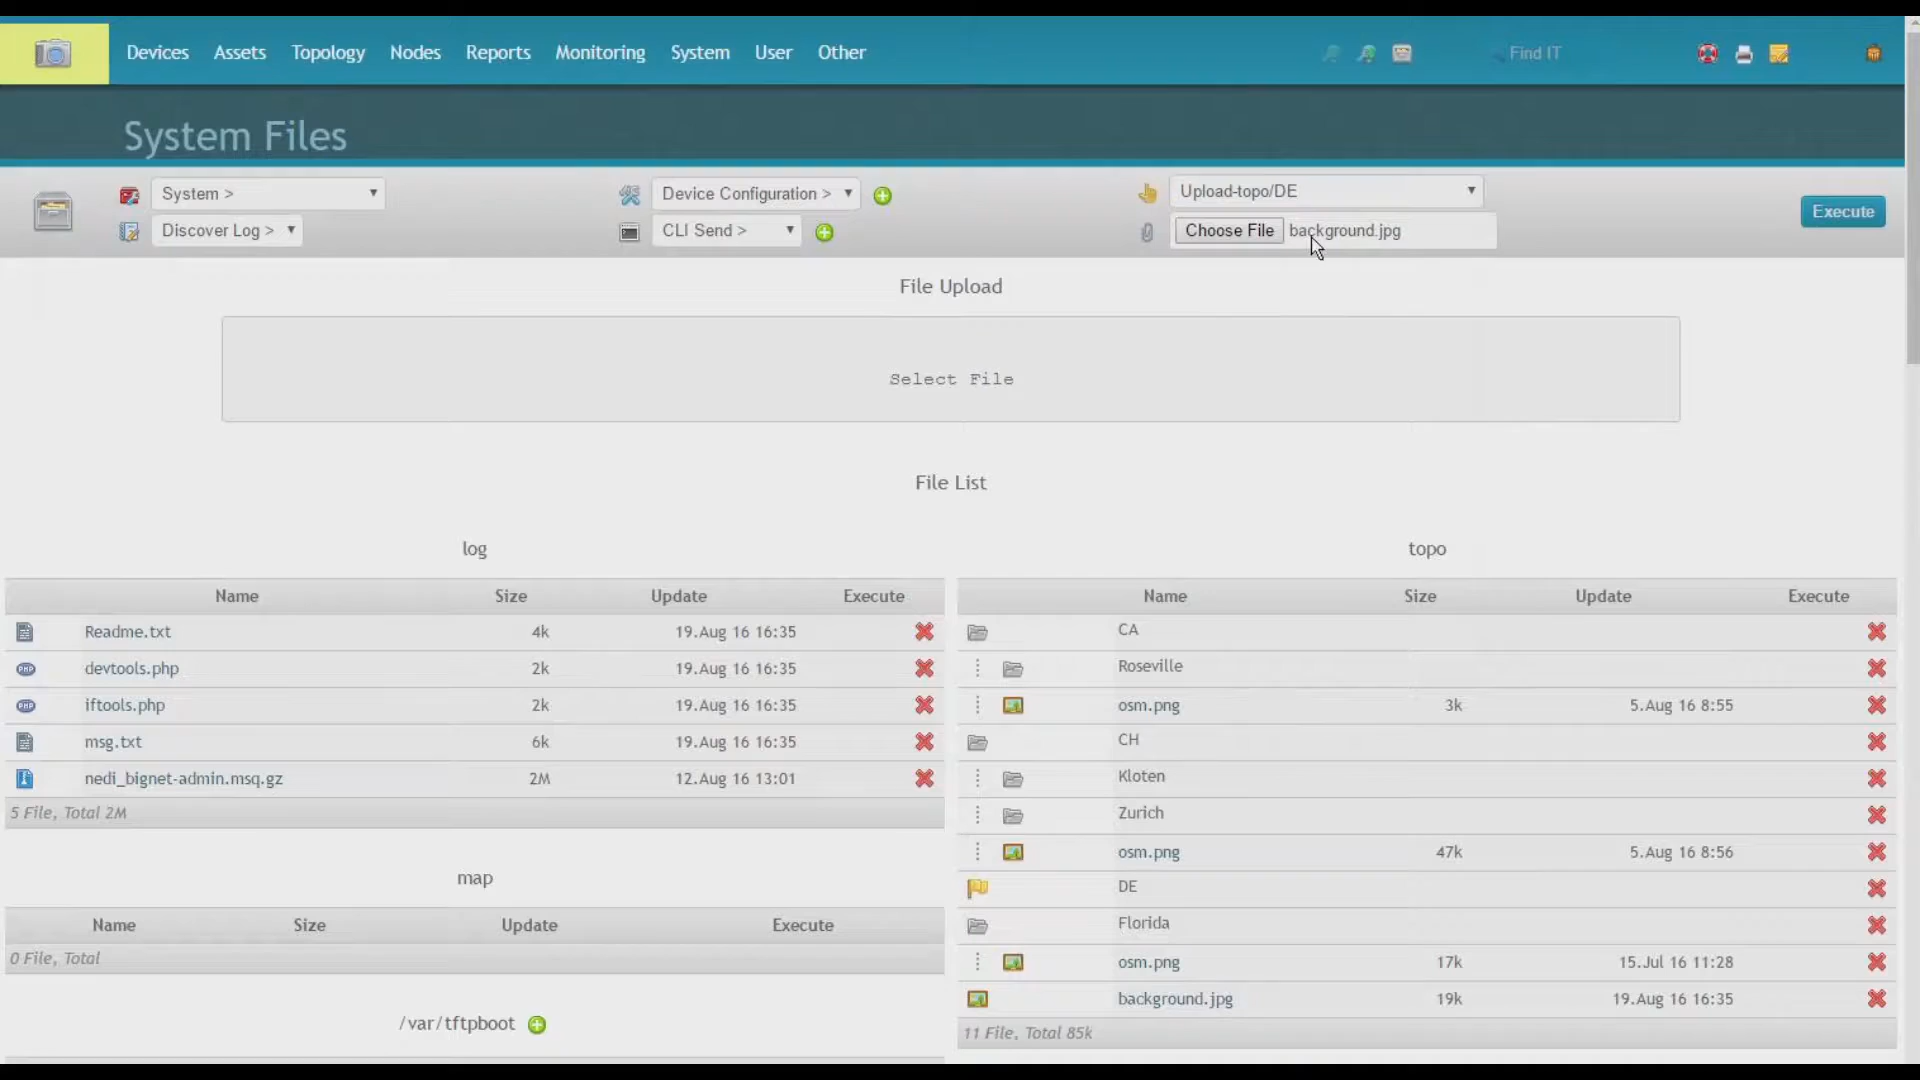 Devices Assets Topology Nodes Reports Monitoring System User Other Find IT
System Files
System > Device Configuration > Upload-topo/DE Execute
Discover Log > CLI Send > Choose File background.jpg
File Upload
Select File
File List
log
Name Size Update Execute
Readme.txt 4k 19.Aug 16 16:35
devtools.php 2k 19.Aug 16 16:35
iftools.php 2k 19.Aug 16 16:35
msg.txt 6k 19.Aug 16 16:35
nedi_bignet-admin.msq.gz 2M 12.Aug 16 13:01
5 File, Total 2M
map
Name Size Update Execute
0 File, Total
/var/tftpboot
topo
Name Size Update Execute
CA
Roseville
osm.png 3k 5.Aug 16 8:55
CH
Kloten
Zurich
osm.png 47k 5.Aug 16 8:56
DE
Florida
osm.png 17k 15.Jul 16 11:28
background.jpg 19k 19.Aug 16 16:35
11 File, Total 85k